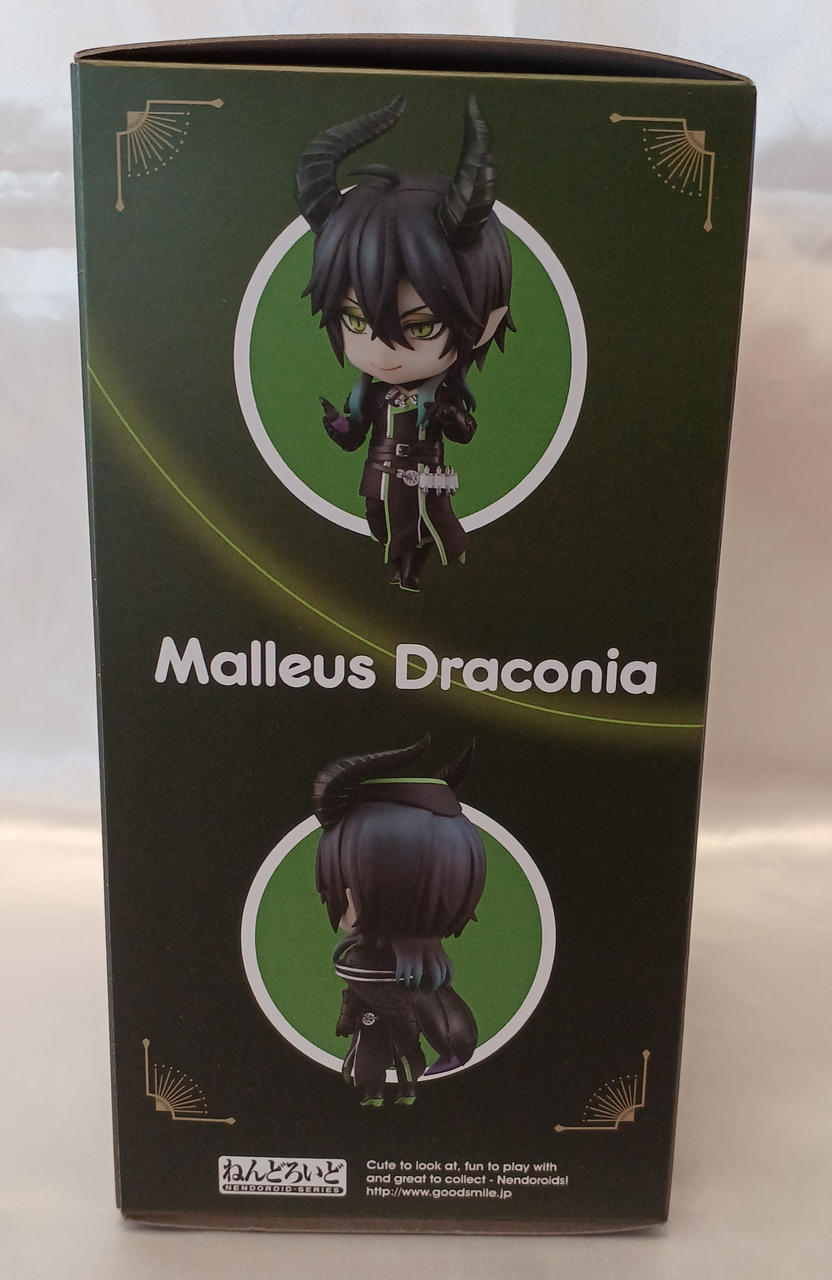 Malleus Draconia
ねんどろいど
NENDOROID·SERIES
Cute to look at, fun to play with
and great to collect - Nendoroids!
http://www.goodsmile.jp